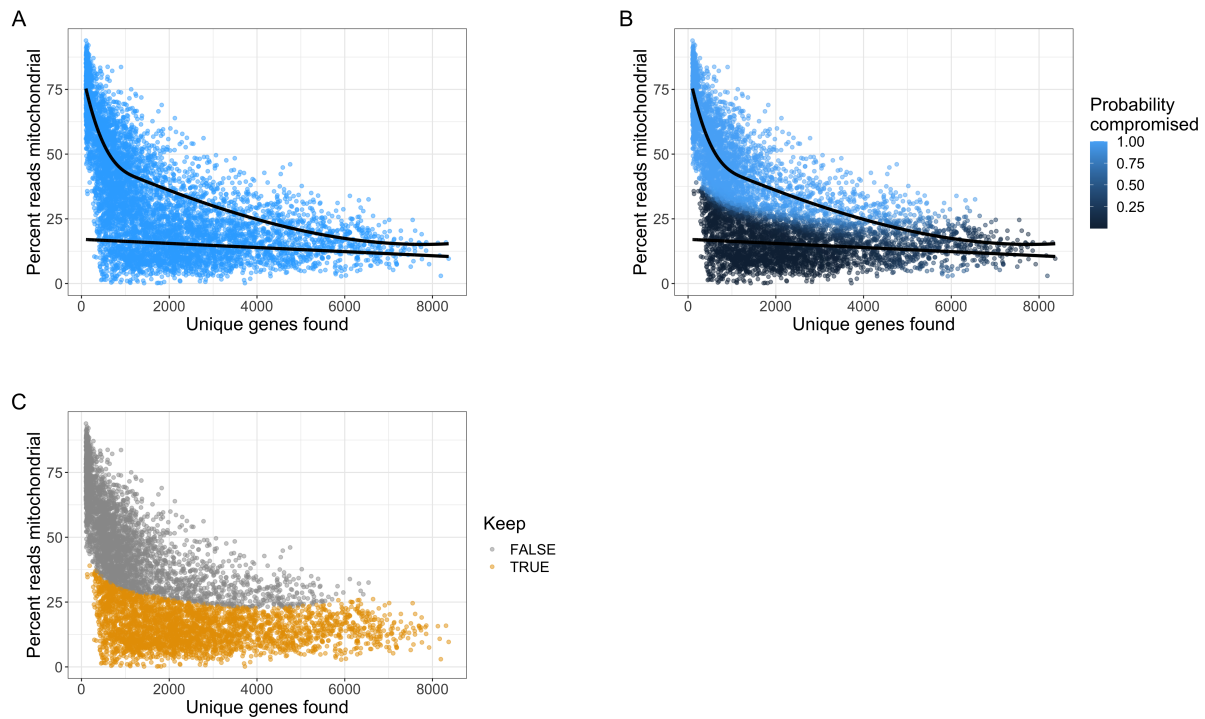 A
Percent reads mitochondrial
75
50
25
0
0 2000 4000 6000 8000
Unique genes found
B
Percent reads mitochondrial
75
50
25
0
0 2000 4000 6000 8000
Unique genes found
Probability
compromised
1.00
0.75
0.50
0.25
C
Percent reads mitochondrial
75
50
25
0
0 2000 4000 6000 8000
Unique genes found
Keep
FALSE
TRUE